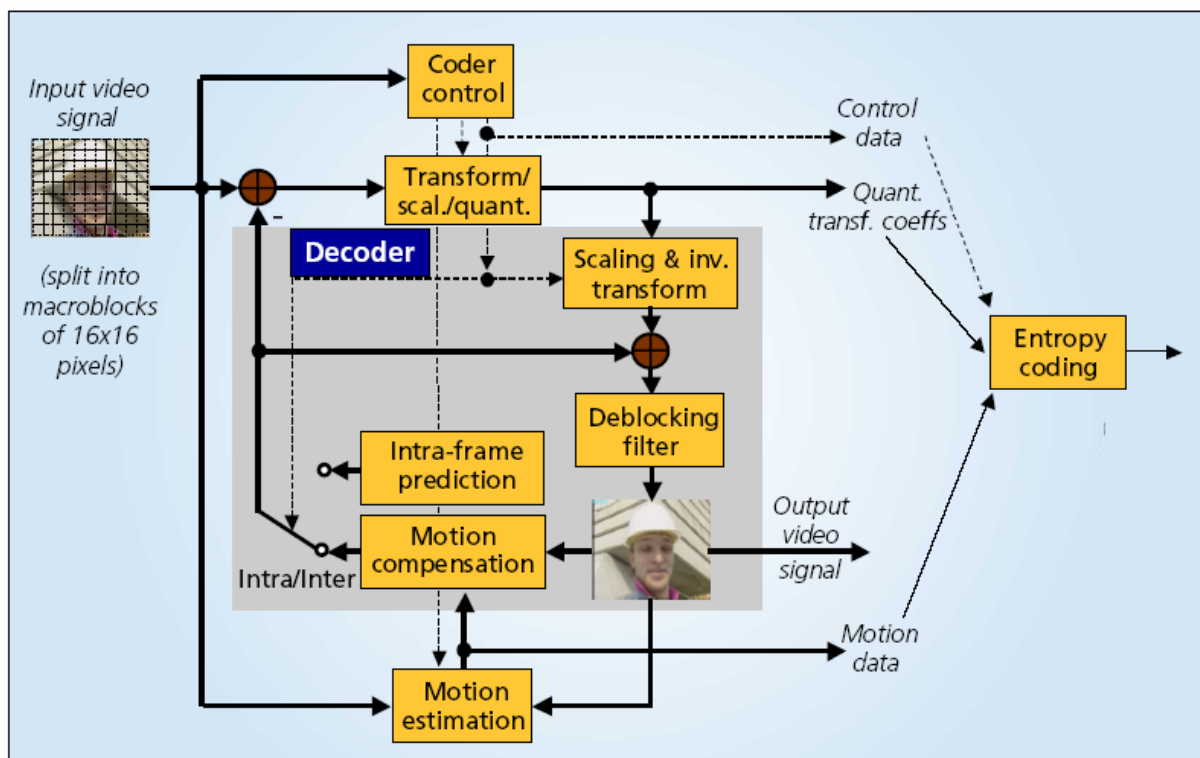 Input video
signal
(split into
macroblocks
of 16x16
pixels)
Coder
control
Control
data
Transform/
scal./quant.
Quant.
transf. coeffs
-
Decoder
Scaling & inv.
transform
Entropy
coding
Deblocking
filter
Intra-frame
prediction
Motion
compensation
Intra/Inter
Output
video
signal
Motion
data
Motion
estimation